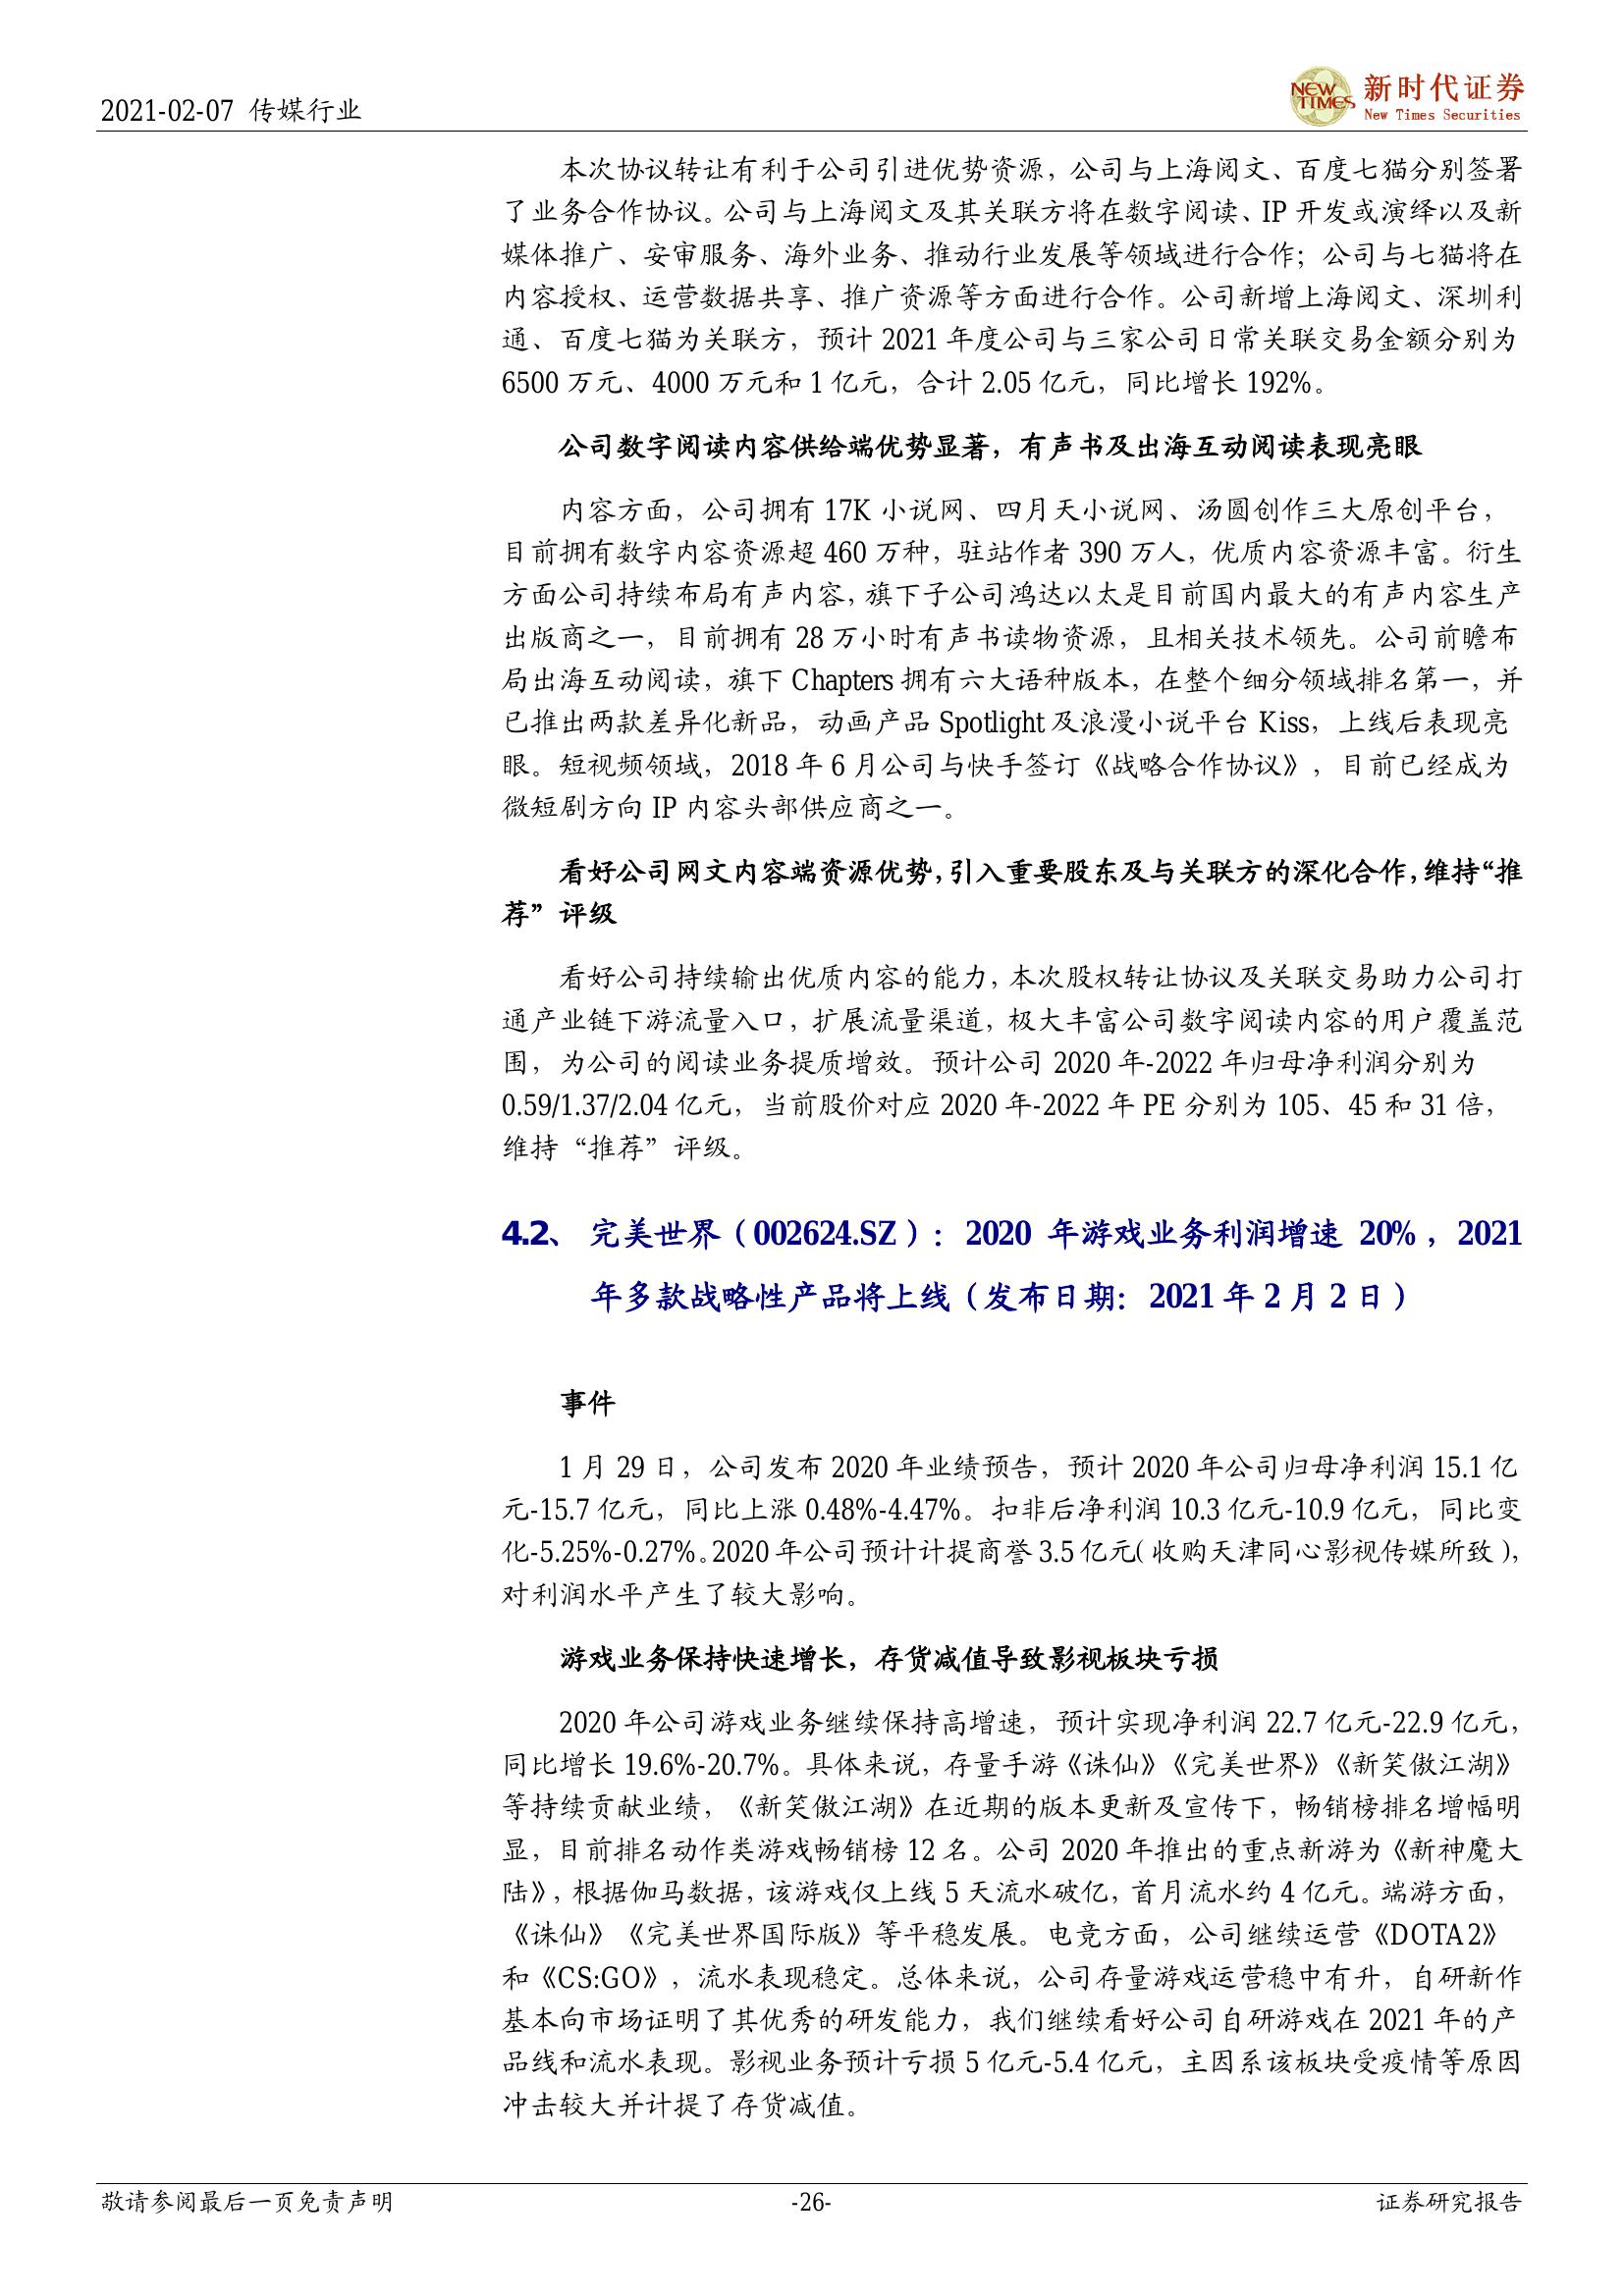 2021-02-07 传媒行业
NEW TIMES 新时代证券
New Times Securities
本次协议转让有利于公司引进优势资源，公司与上海阅文、百度七猫分别签署
了业务合作协议。公司与上海阅文及其关联方将在数字阅读、IP 开发或演绎以及新
媒体推广、安审服务、海外业务、推动行业发展等领域进行合作；公司与七猫将在
内容授权、运营数据共享、推广资源等方面进行合作。公司新增上海阅文、深圳利
通、百度七猫为关联方，预计 2021 年度公司与三家公司日常关联交易金额分别为
6500 万元、4000 万元和 1 亿元，合计 2.05 亿元，同比增长 192%。
公司数字阅读内容供给端优势显著，有声书及出海互动阅读表现亮眼
内容方面，公司拥有 17K 小说网、四月天小说网、汤圆创作三大原创平台，
目前拥有数字内容资源超 460 万种，驻站作者 390 万人，优质内容资源丰富。衍生
方面公司持续布局有声内容，旗下子公司鸿达以太是目前国内最大的有声内容生产
出版商之一，目前拥有 28 万小时有声书读物资源，且相关技术领先。公司前瞻布
局出海互动阅读，旗下 Chapters 拥有六大语种版本，在整个细分领域排名第一，并
已推出两款差异化新品，动画产品 Spotlight 及浪漫小说平台 Kiss，上线后表现亮
眼。短视频领域，2018 年 6 月公司与快手签订《战略合作协议》，目前已经成为
微短剧方向 IP 内容头部供应商之一。
看好公司网文内容端资源优势，引入重要股东及与关联方的深化合作，维持“推
荐”评级
看好公司持续输出优质内容的能力，本次股权转让协议及关联交易助力公司打
通产业链下游流量入口，扩展流量渠道，极大丰富公司数字阅读内容的用户覆盖范
围，为公司的阅读业务提质增效。预计公司 2020 年-2022 年归母净利润分别为
0.59/1.37/2.04 亿元，当前股价对应 2020 年-2022 年 PE 分别为 105、45 和 31 倍，
维持“推荐”评级。
4.2、 完美世界（002624.SZ）：2020 年游戏业务利润增速 20%，2021
年多款战略性产品将上线（发布日期：2021 年 2 月 2 日）
事件
1 月 29 日，公司发布 2020 年业绩预告，预计 2020 年公司归母净利润 15.1 亿
元-15.7 亿元，同比上涨 0.48%-4.47%。扣非后净利润 10.3 亿元-10.9 亿元，同比变
化-5.25%-0.27%。2020 年公司预计计提商誉 3.5 亿元（收购天津同心影视传媒所致），
对利润水平产生了较大影响。
游戏业务保持快速增长，存货减值导致影视板块亏损
2020 年公司游戏业务继续保持高增速，预计实现净利润 22.7 亿元-22.9 亿元，
同比增长 19.6%-20.7%。具体来说，存量手游《诛仙》《完美世界》《新笑傲江湖》
等持续贡献业绩，《新笑傲江湖》在近期的版本更新及宣传下，畅销榜排名增幅明
显，目前排名动作类游戏畅销榜 12 名。公司 2020 年推出的重点新游为《新神魔大
陆》，根据伽马数据，该游戏仅上线 5 天流水破亿，首月流水约 4 亿元。端游方面，
《诛仙》《完美世界国际版》等平稳发展。电竞方面，公司继续运营《DOTA2》
和《CS:GO》，流水表现稳定。总体来说，公司存量游戏运营稳中有升，自研新作
基本向市场证明了其优秀的研发能力，我们继续看好公司自研游戏在 2021 年的产
品线和流水表现。影视业务预计亏损 5 亿元-5.4 亿元，主因系该板块受疫情等原因
冲击较大并计提了存货减值。
敬请参阅最后一页免责声明
-26-
证券研究报告